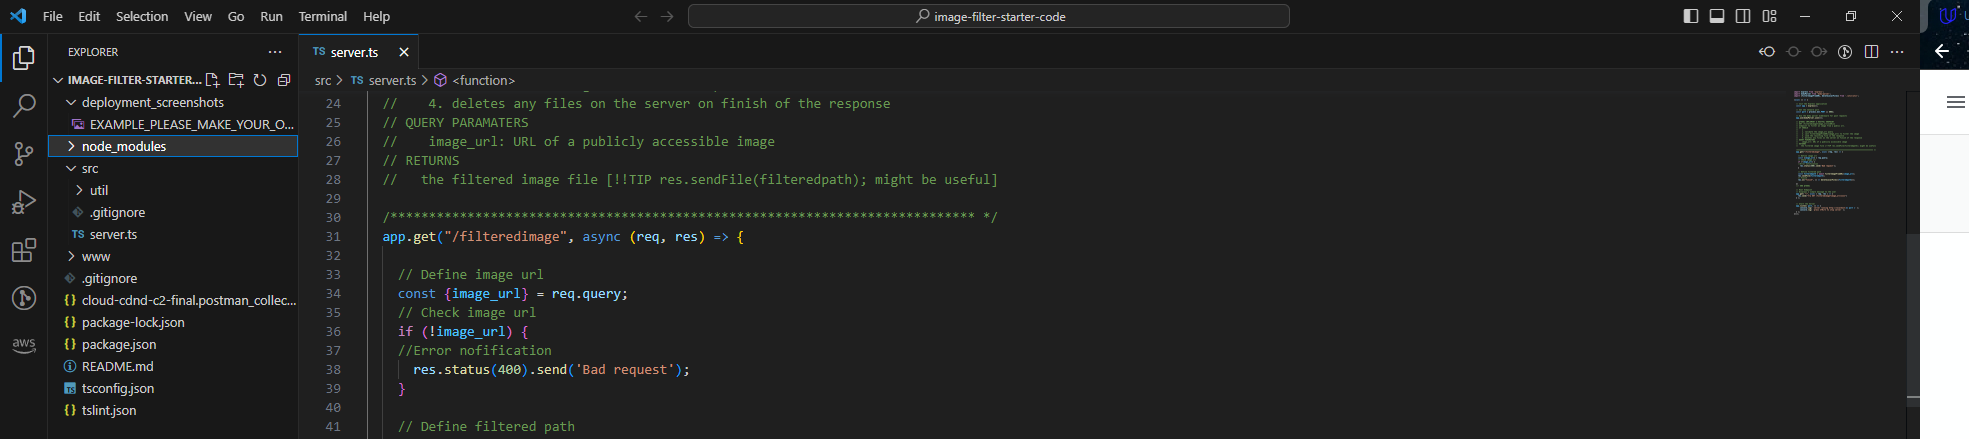 File Edit Selection View Go Run Terminal Help
image-filter-starter-code
EXPLORER
IMAGE-FILTER-STARTER...
deployment_screenshots
EXAMPLE_PLEASE_MAKE_YOUR_O...
node_modules
src
util
.gitignore
TS server.ts
www
.gitignore
{} cloud-cdnd-c2-final.postman_collec...
{} package-lock.json
{} package.json
README.md
TS tsconfig.json
{} tslint.json
aws
TS server.ts
src > TS server.ts > <function>
24 // 4. deletes any files on the server on finish of the response
25 // QUERY PARAMATERS
26 // image_url: URL of a publicly accessible image
27 // RETURNS
28 // the filtered image file [!!TIP res.sendFile(filteredpath); might be useful]
29
30 /**************************************************************************** */
31 app.get("/filteredimage", async (req, res) => {
32
33 // Define image url
34 const {image_url} = req.query;
35 // Check image url
36 if (!image_url) {
37 //Error nofification
38 res.status(400).send('Bad request');
39 }
40
41 // Define filtered path